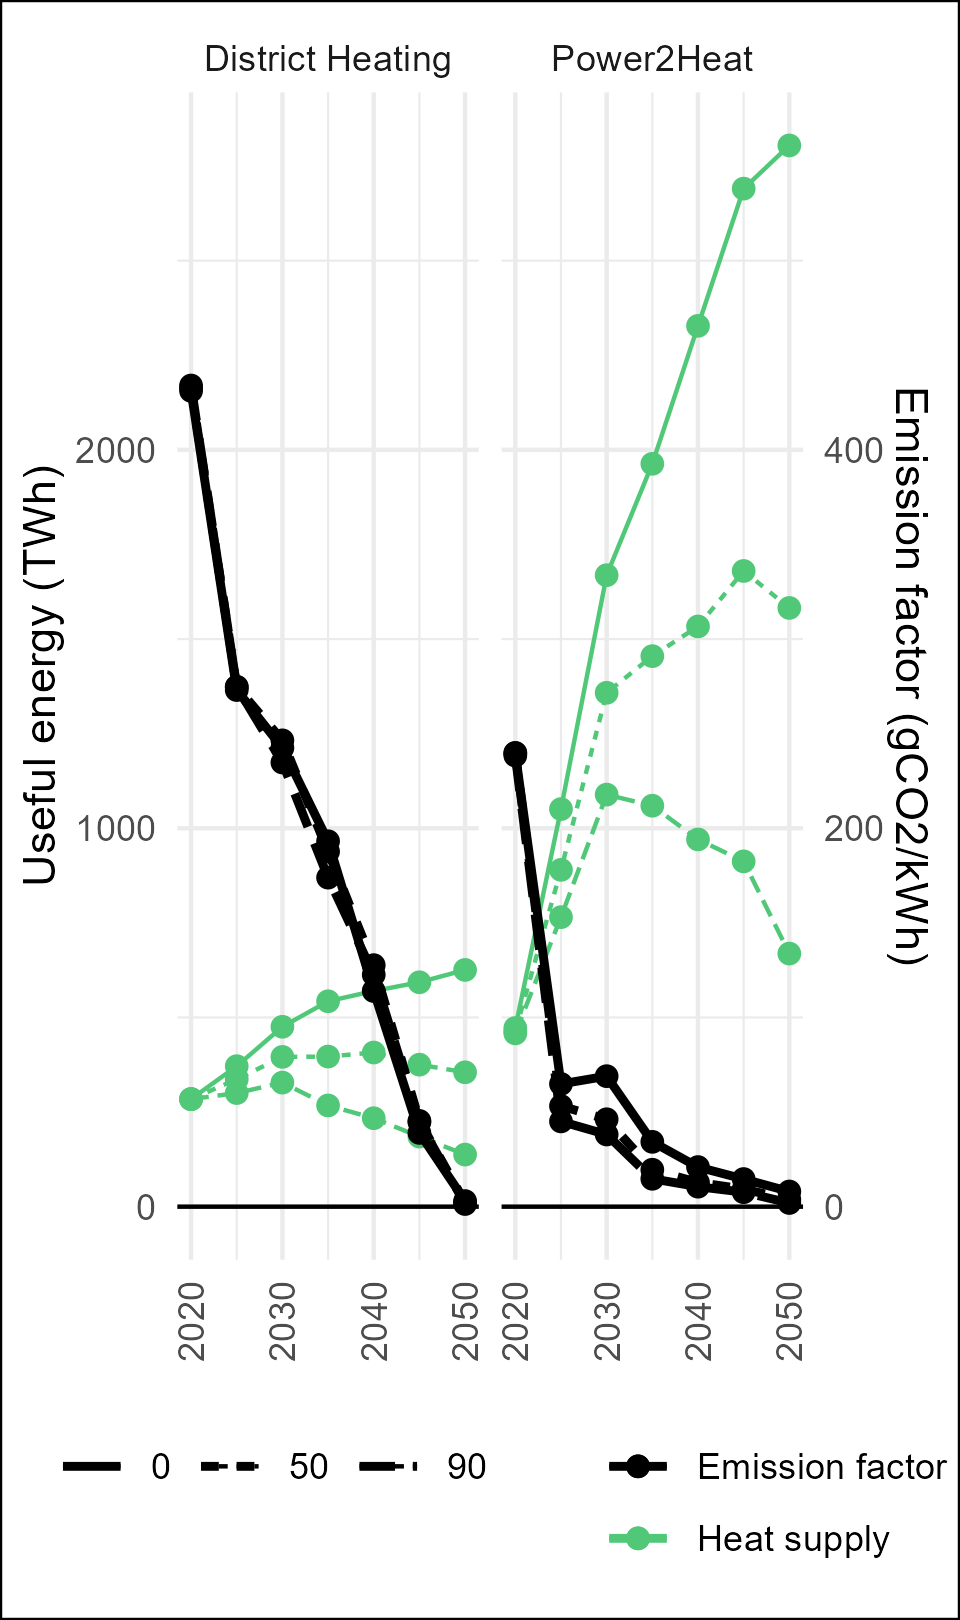 District Heating Power2Heat
Useful energy (TWh)
2000
1000
0
400
200
0
Emission factor (gCO2/kWh)
2020 2030 2040 2050 2020 2030 2040 2050
0 50 90 Emission factor
Heat supply